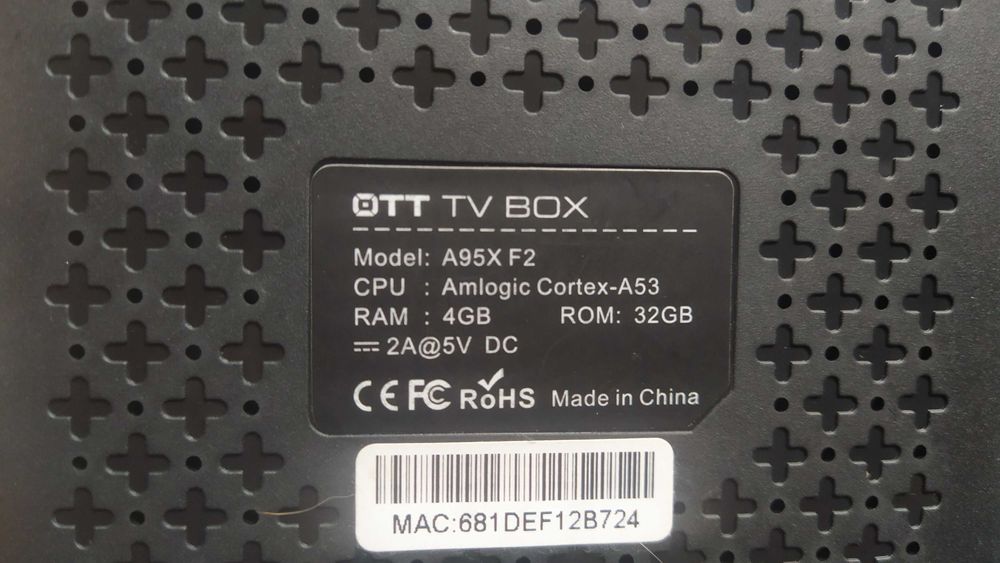 OTT TV BOX
Model: A95X F2
CPU : Amlogic Cortex-A53
RAM : 4GB ROM: 32GB
2A@5V DC
CE FC RoHS Made in China
MAC:681DEF12B724